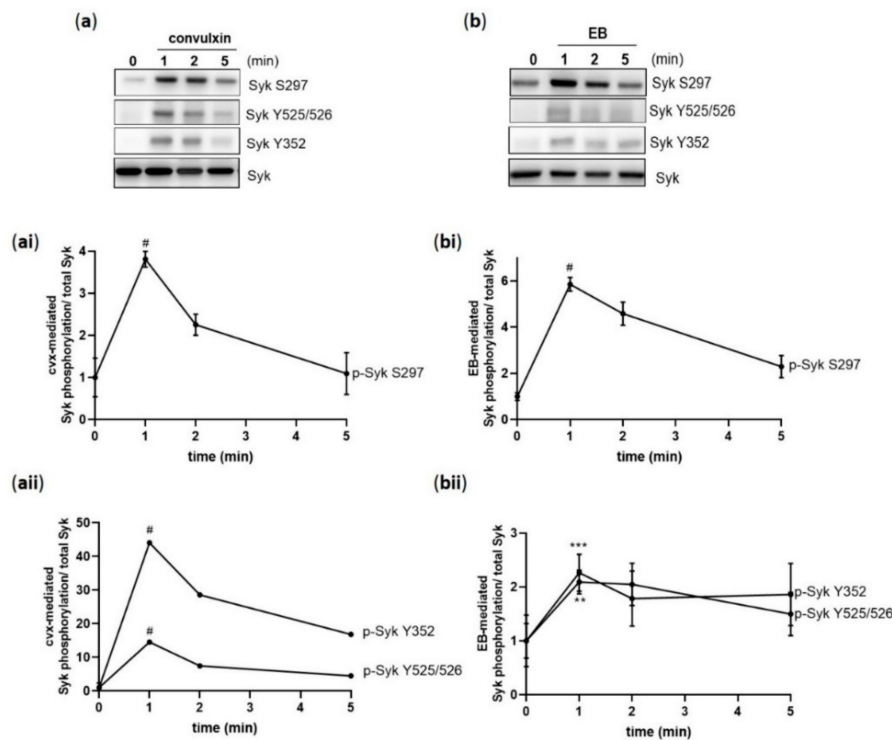 (a)
convulxin
0 1 2 5 (min)
Syk S297
Syk Y525/526
Syk Y352
Syk
(b)
EB
0 1 2 5 (min)
Syk S297
Syk Y525/526
Syk Y352
Syk
(ai)
cvx-mediated
Syk phosphorylation/ total Syk
4
3
2
1
0
#
p-Syk S297
0 1 2 3 4 5
time (min)
(bi)
EB-mediated
Syk phosphorylation/ total Syk
6
4
2
0
#
p-Syk S297
0 1 2 3 4 5
time (min)
(aii)
cvx-mediated
Syk phosphorylation/ total Syk
50
40
30
20
10
0
#
#
p-Syk Y352
p-Syk Y525/526
0 1 2 3 4 5
time (min)
(bii)
EB-mediated
Syk phosphorylation/ total Syk
3
2
1
0
***
**
p-Syk Y352
p-Syk Y525/526
0 1 2 3 4 5
time (min)